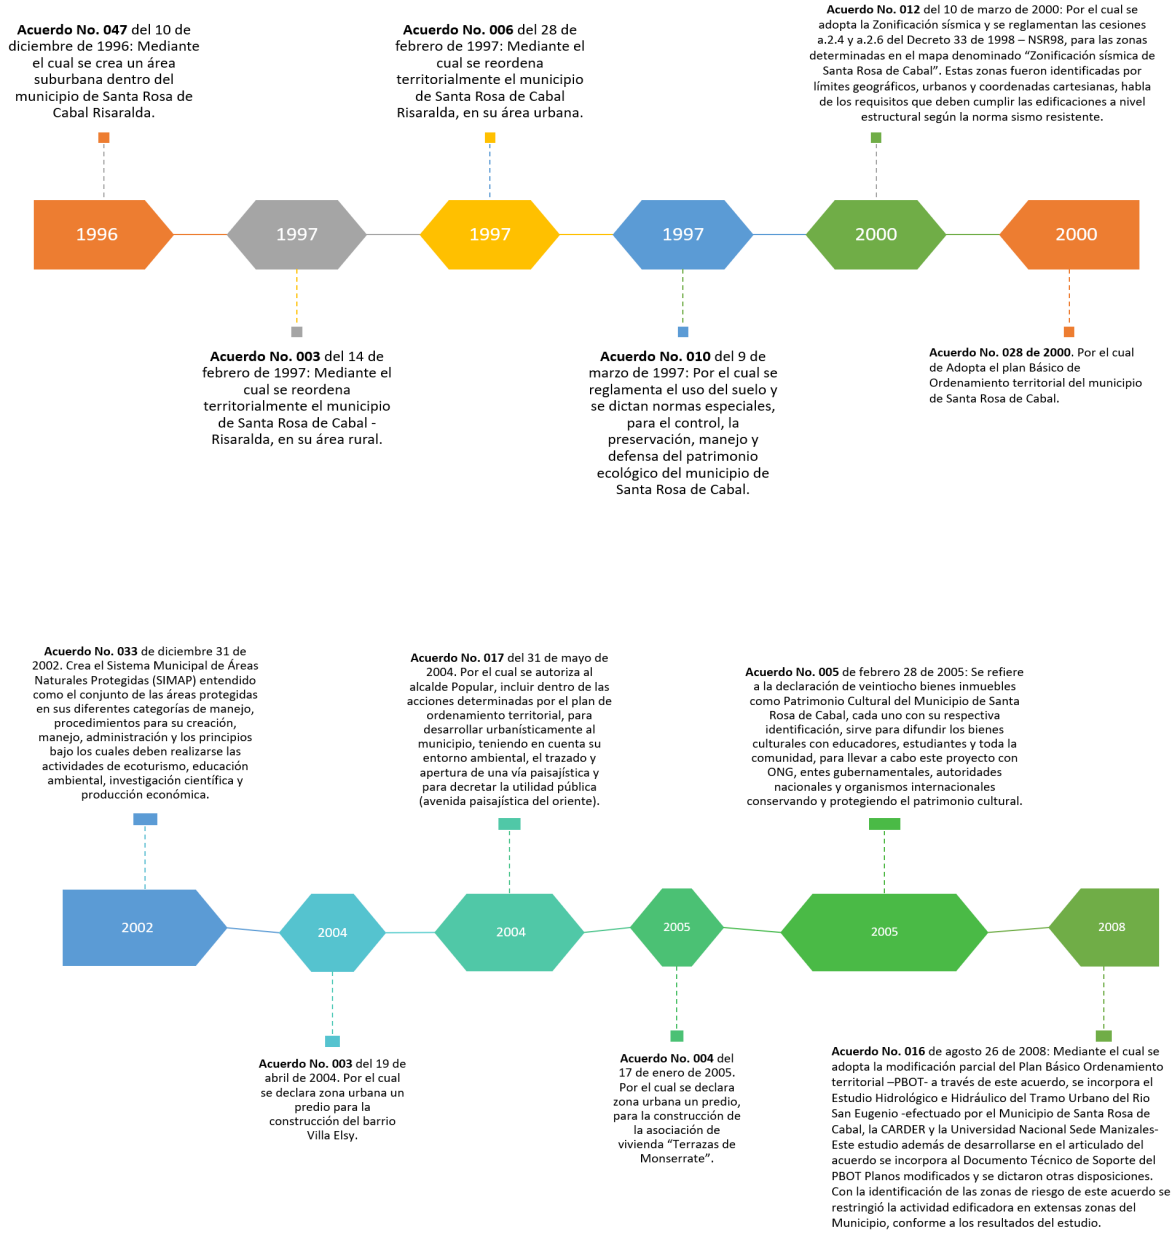 Acuerdo No. 047 del 10 de
diciembre de 1996: Mediante
el cual se crea un área
suburbana dentro del
municipio de Santa Rosa de
Cabal Risaralda.
Acuerdo No. 006 del 28 de
febrero de 1997: Mediante el
cual se reordena
territorialmente el municipio
de Santa Rosa de Cabal
Risaralda, en su área urbana.
Acuerdo No. 012 del 10 de marzo de 2000: Por el cual se
adopta la Zonificación sísmica y se reglamentan las cesiones
a.2.4 y a.2.6 del Decreto 33 de 1998 – NSR98, para las zonas
determinadas en el mapa denominado “Zonificación sísmica de
Santa Rosa de Cabal”. Estas zonas fueron identificadas por
límites geográficos, urbanos y coordenadas cartesianas, habla
de los requisitos que deben cumplir las edificaciones a nivel
estructural según la norma sismo resistente.
1996
1997
1997
1997
2000
2000
Acuerdo No. 003 del 14 de
febrero de 1997: Mediante el
cual se reordena
territorialmente el municipio
de Santa Rosa de Cabal -
Risaralda, en su área rural.
Acuerdo No. 010 del 9 de
marzo de 1997: Por el cual se
reglamenta el uso del suelo y
se dictan normas especiales,
para el control, la
preservación, manejo y
defensa del patrimonio
ecológico del municipio de
Santa Rosa de Cabal.
Acuerdo No. 028 de 2000. Por el cual
de Adopta el plan Básico de
Ordenamiento territorial del municipio
de Santa Rosa de Cabal.
Acuerdo No. 033 de diciembre 31 de
2002. Crea el Sistema Municipal de Áreas
Naturales Protegidas (SIMAP) entendido
como el conjunto de las áreas protegidas
en sus diferentes categorías de manejo,
procedimientos para su creación,
manejo, administración y los principios
bajo los cuales deben realizarse las
actividades de ecoturismo, educación
ambiental, investigación científica y
producción económica.
Acuerdo No. 017 del 31 de mayo de
2004. Por el cual se autoriza al
alcalde Popular, incluir dentro de las
acciones determinadas por el plan de
ordenamiento territorial, para
desarrollar urbanísticamente al
municipio, teniendo en cuenta su
entorno ambiental, el trazado y
apertura de una vía paisajística y
para decretar la utilidad pública
(avenida paisajística del oriente).
Acuerdo No. 005 de febrero 28 de 2005: Se refiere
a la declaración de veintiocho bienes inmuebles
como Patrimonio Cultural del Municipio de Santa
Rosa de Cabal, cada uno con su respectiva
identificación, sirve para difundir los bienes
culturales con educadores, estudiantes y toda la
comunidad, para llevar a cabo este proyecto con
ONG, entes gubernamentales, autoridades
nacionales y organismos internacionales
conservando y protegiendo el patrimonio cultural.
2002
2004
2004
2005
2005
2008
Acuerdo No. 003 del 19 de
abril de 2004. Por el cual
se declara zona urbana un
predio para la
construcción del barrio
Villa Elsy.
Acuerdo No. 004 del
17 de enero de 2005.
Por el cual se declara
zona urbana un predio,
para la construcción de
la asociación de
vivienda “Terrazas de
Monserrate”.
Acuerdo No. 016 de agosto 26 de 2008: Mediante el cual se
adopta la modificación parcial del Plan Básico Ordenamiento
territorial –PBOT- a través de este acuerdo, se incorpora el
Estudio Hidrológico e Hidráulico del Tramo Urbano del Rio
San Eugenio -efectuado por el Municipio de Santa Rosa de
Cabal, la CARDER y la Universidad Nacional Sede Manizales-
Este estudio además de desarrollarse en el articulado del
acuerdo se incorpora al Documento Técnico de Soporte del
PBOT Planos modificados y se dictaron otras disposiciones.
Con la identificación de las zonas de riesgo de este acuerdo se
restringió la actividad edificadora en extensas zonas del
Municipio, conforme a los resultados del estudio.